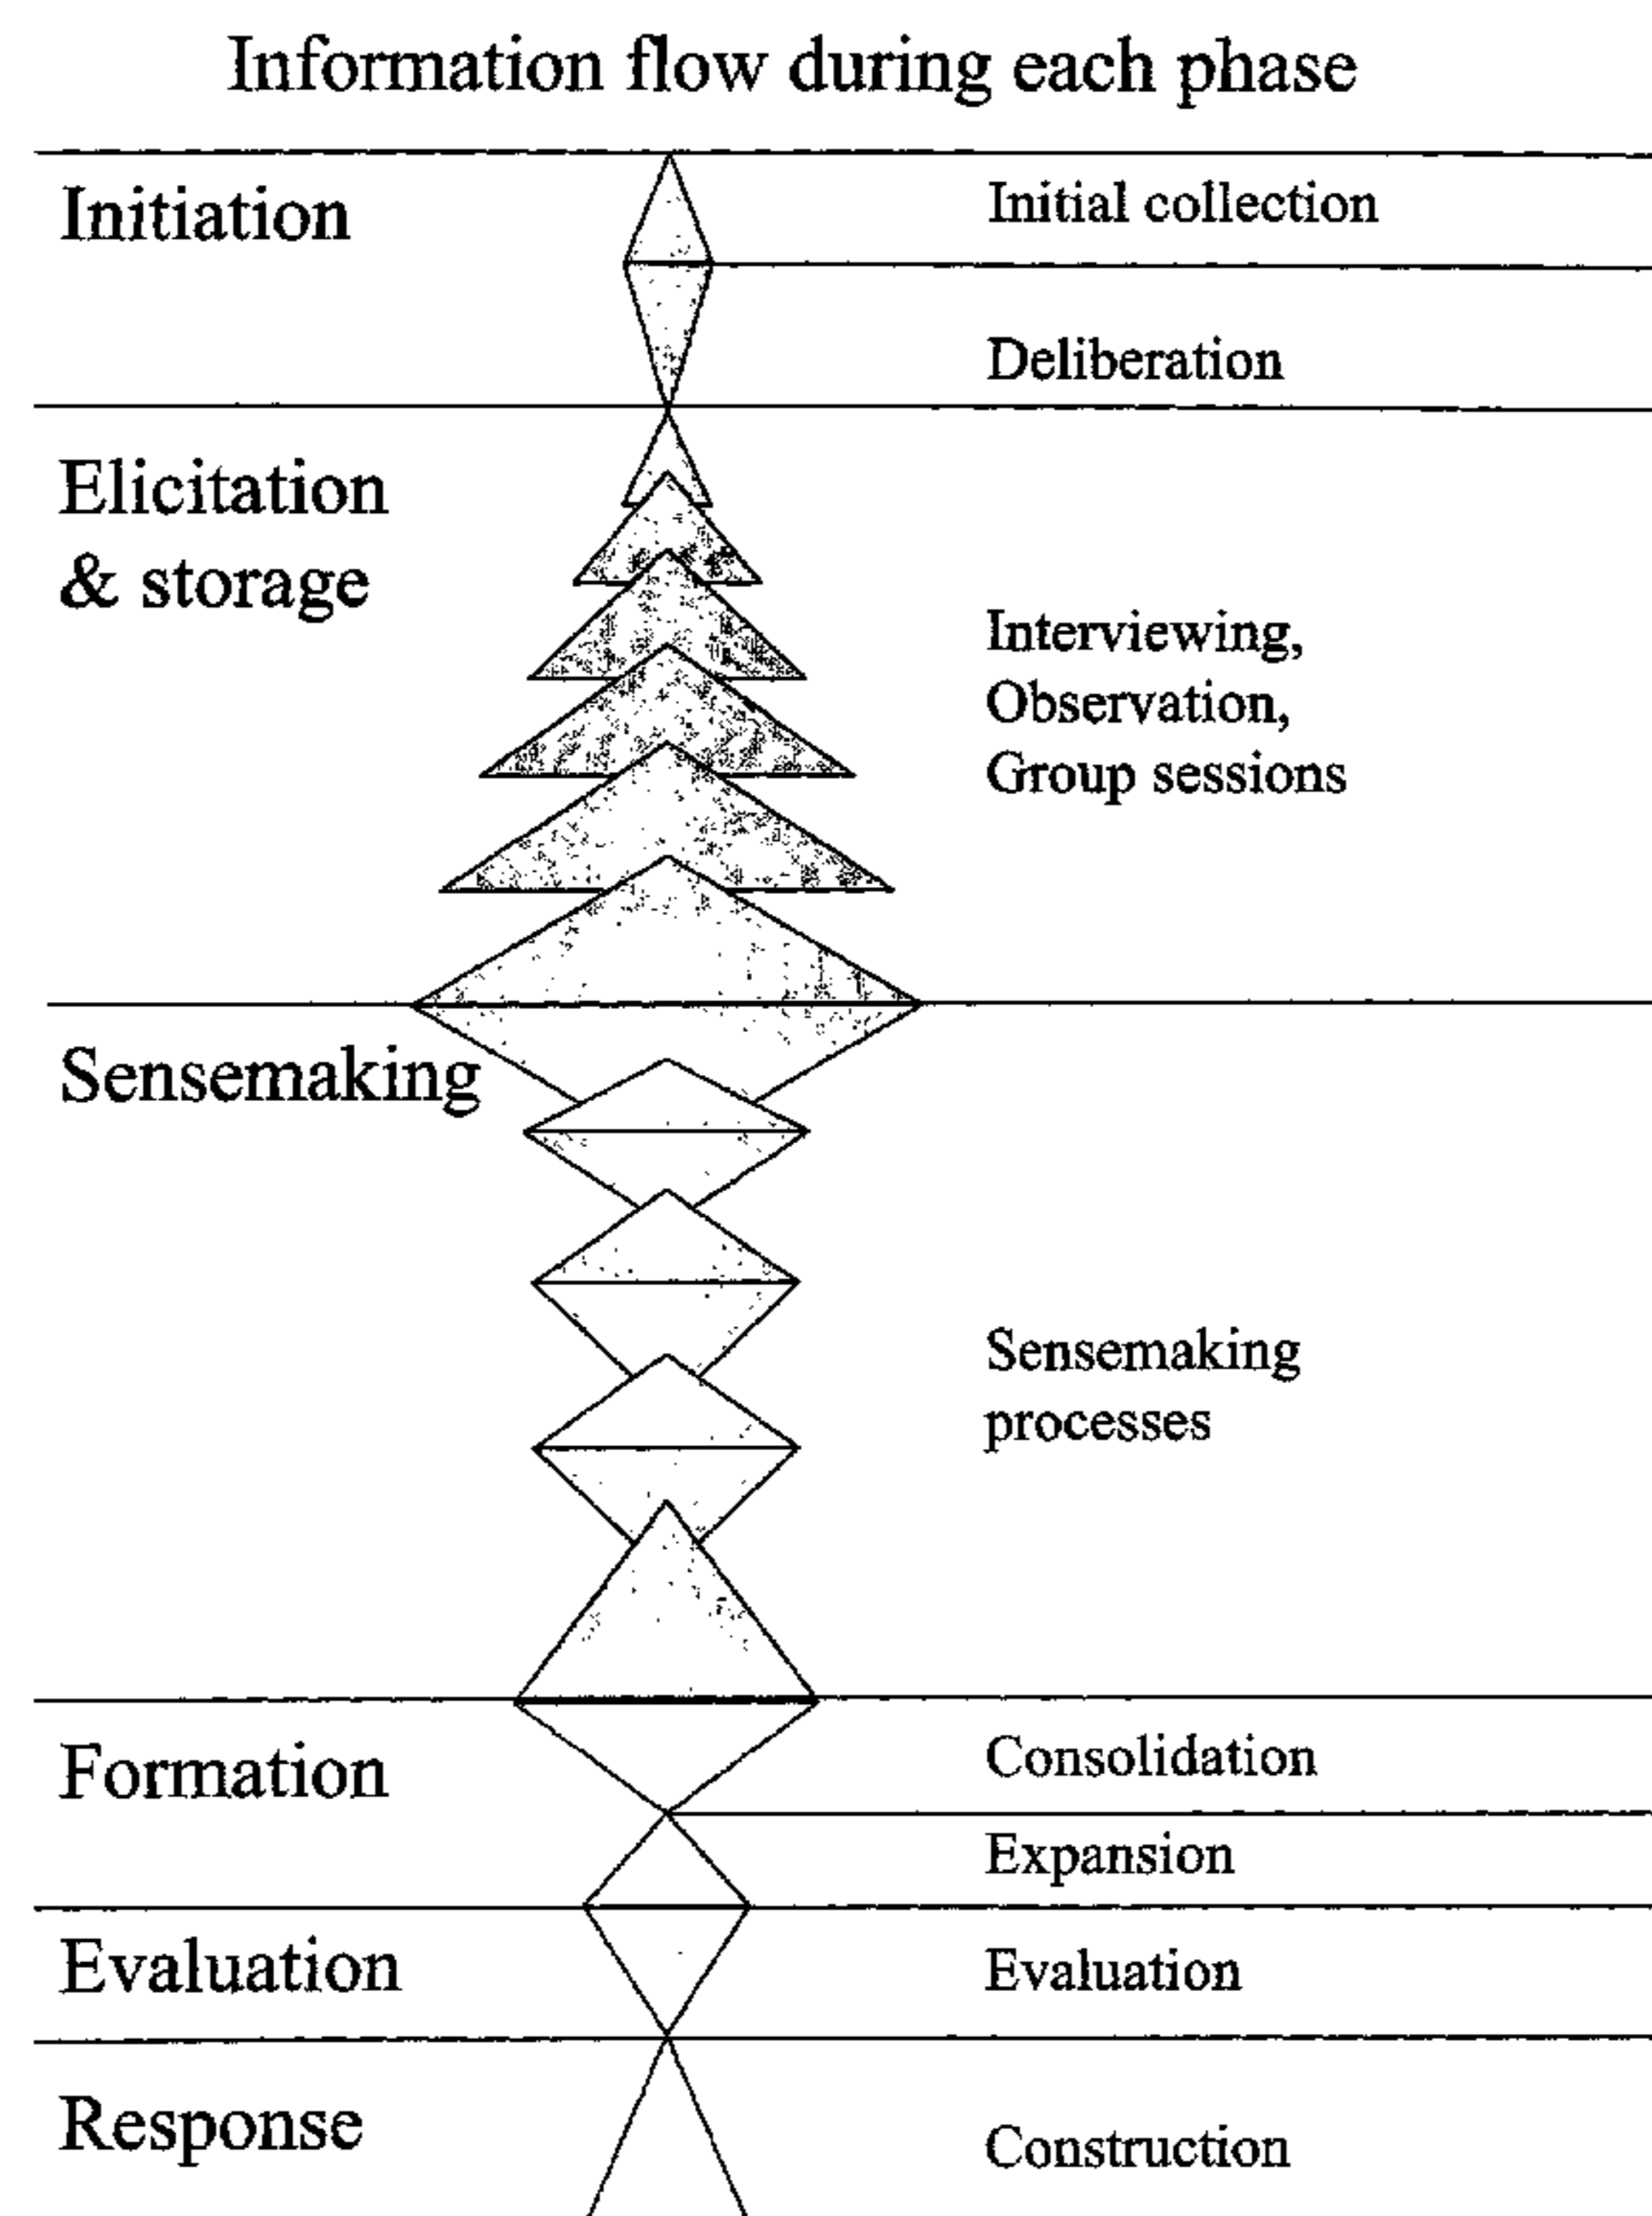 Information flow during each phase
Initiation
Initial collection
Deliberation
Elicitation
& storage
Interviewing,
Observation,
Group sessions
Sensemaking
Sensemaking
processes
Formation
Consolidation
Expansion
Evaluation
Evaluation
Response
Construction